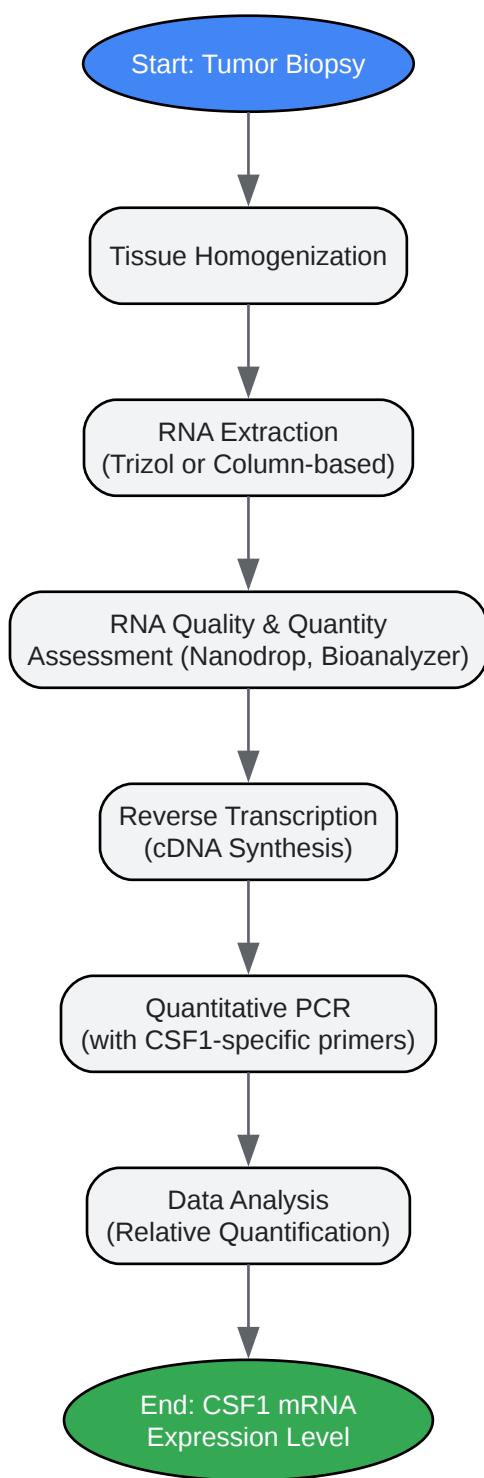 Start: Tumor Biopsy
Tissue Homogenization
RNA Extraction
(Trizol or Column-based)
RNA Quality & Quantity
Assessment (Nanodrop, Bioanalyzer)
Reverse Transcription
(cDNA Synthesis)
Quantitative PCR
(with CSF1-specific primers)
Data Analysis
(Relative Quantification)
End: CSF1 mRNA
Expression Level